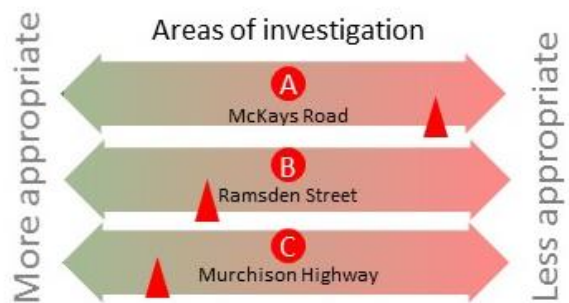 Areas of investigation
More appropriate
Less appropriate
A
McKays Road
B
Ramsden Street
C
Murchison Highway